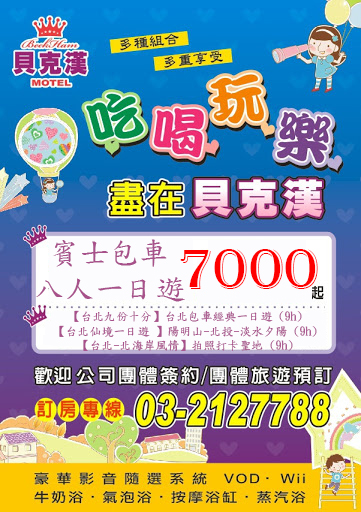 BeckHam
貝克漢
MOTEL
多種組合
多重享受
吃喝玩樂
盡在貝克漢
賓士包車
八人一日遊
7000起
【台北九份十分】台北包車經典一日遊 (9h)
【台北仙境一日遊 】陽明山-北投-淡水夕陽 (9h)
【台北-北海岸風情】拍照打卡聖地 (9h)
歡迎公司團體簽約/團體旅遊預訂
訂房專線 03-2127788
豪華影音隨選系統 VOD· Wii
牛奶浴·氣泡浴·按摩浴缸·蒸汽浴